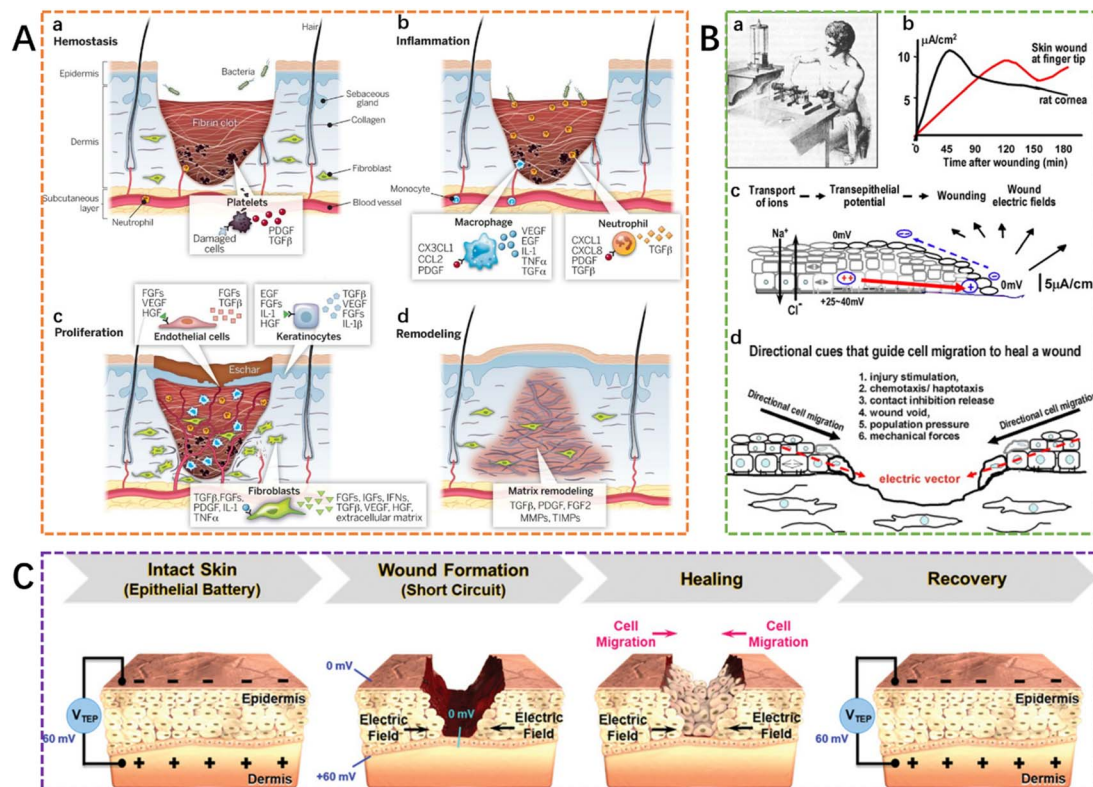 A
a
Hemostasis
Hair
Bacteria
Epidermis
Sebaceous gland
Fibrin clot
Collagen
Dermis
Fibroblast
Subcutaneous layer
Blood vessel
Neutrophil
Platelets
Damaged cells
PDGF
TGFβ
b
Inflammation
Monocyte
Macrophage
CX3CL1
CCL2
PDGF
VEGF
EGF
IL-1
TNFα
TGFα
Neutrophil
CXCL1
CXCL8
PDGF
TGFβ
TGFβ
c
Proliferation
FGFs
VEGF
HGF
FGFs
TGFβ
Endothelial cells
EGF
FGFs
IL-1
HGF
TGFβ
VEGF
FGFs
IL-1β
Keratinocytes
Eschar
Fibroblasts
TGFβ,FGFs,
PDGF, IL-1
TNFα
FGFs, IGFs, IFNs,
TGFβ, VEGF, HGF,
extracellular matrix
d
Remodeling
Matrix remodeling
TGFβ, PDGF, FGF2
MMPs, TIMPs
B
a
b
μA/cm²
10
5
Skin wound
at finger tip
rat cornea
0 45 90 120 150 180
Time after wounding (min)
c
Transport of ions
Transepithelial potential
Wounding
Wound electric fields
Na⁺
0mV
Cl⁻
+25~40mV
++
+
--
-
0mV
5μA/cm
d
Directional cues that guide cell migration to heal a wound
1. injury stimulation,
2. chemotaxis/ haptotaxis
3. contact inhibition release
4. wound void,
5. population pressure
6. mechanical forces
Directional cell migration
Directional cell migration
electric vector
C
Intact Skin
(Epithelial Battery)
Wound Formation
(Short Circuit)
Healing
Recovery
V TEP
60 mV
- - - - -
Epidermis
+ + + + +
Dermis
0 mV
0 mV
Electric Field
Electric Field
+60 mV
Cell Migration
Cell Migration
Electric Field
Electric Field
V TEP
60 mV
- - - - -
Epidermis
+ + + + +
Dermis